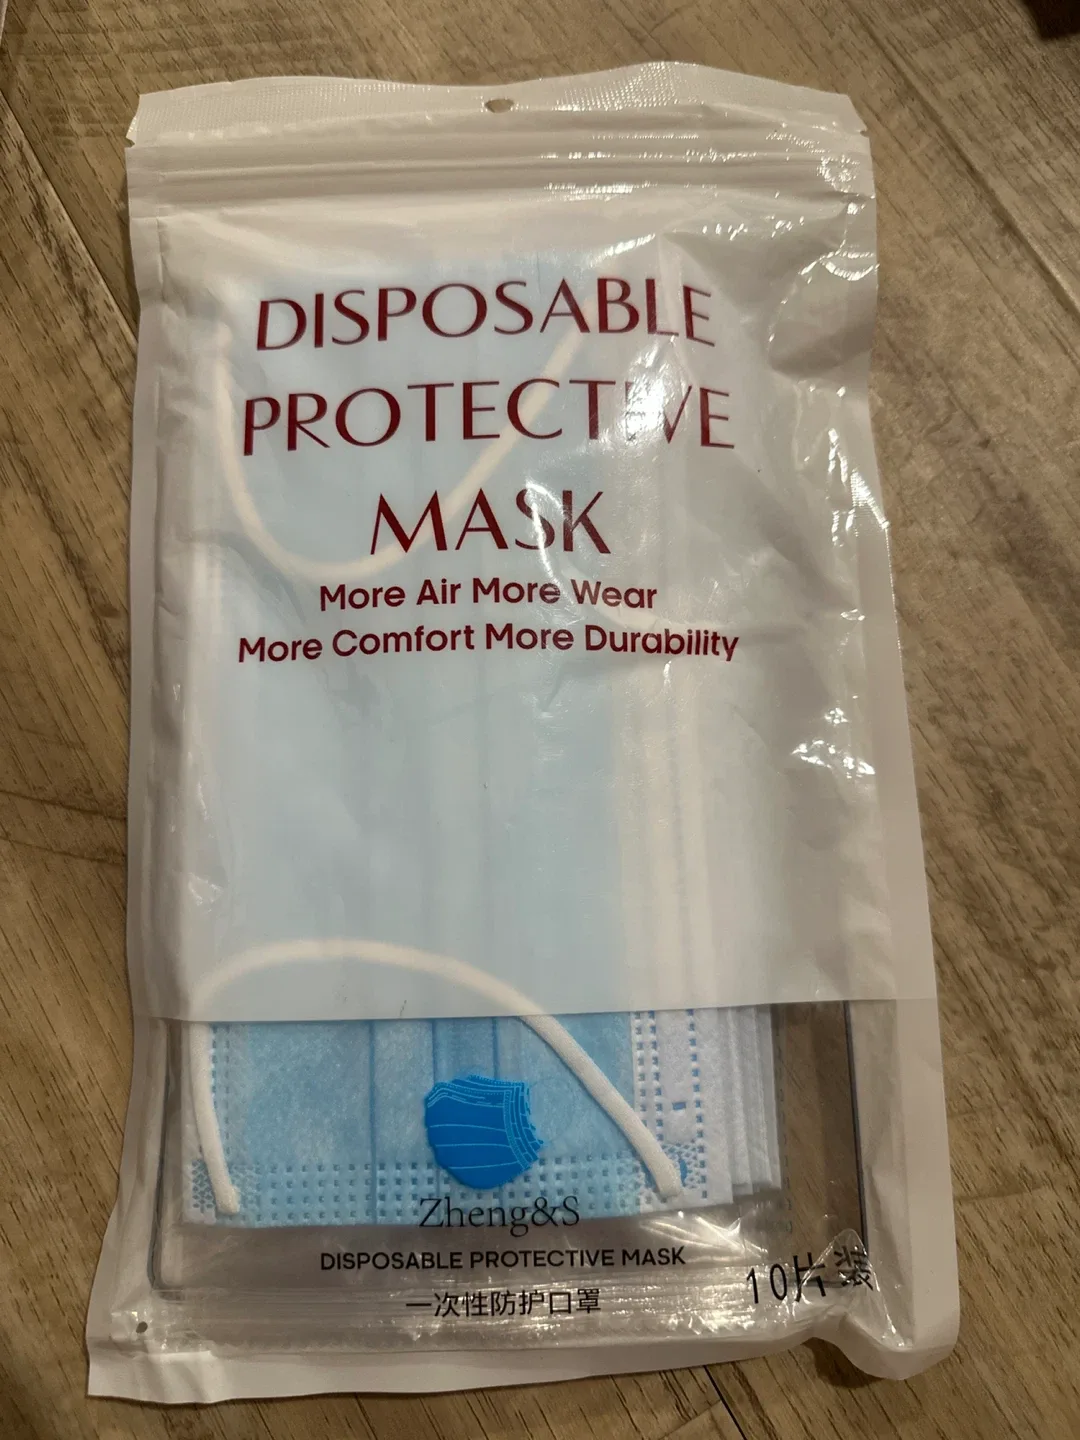 DISPOSABLE
PROTECTIVE
MASK
More Air More Wear
More Comfort More Durability
Zheng&S
DISPOSABLE PROTECTIVE MASK
一次性防护口罩
10片装